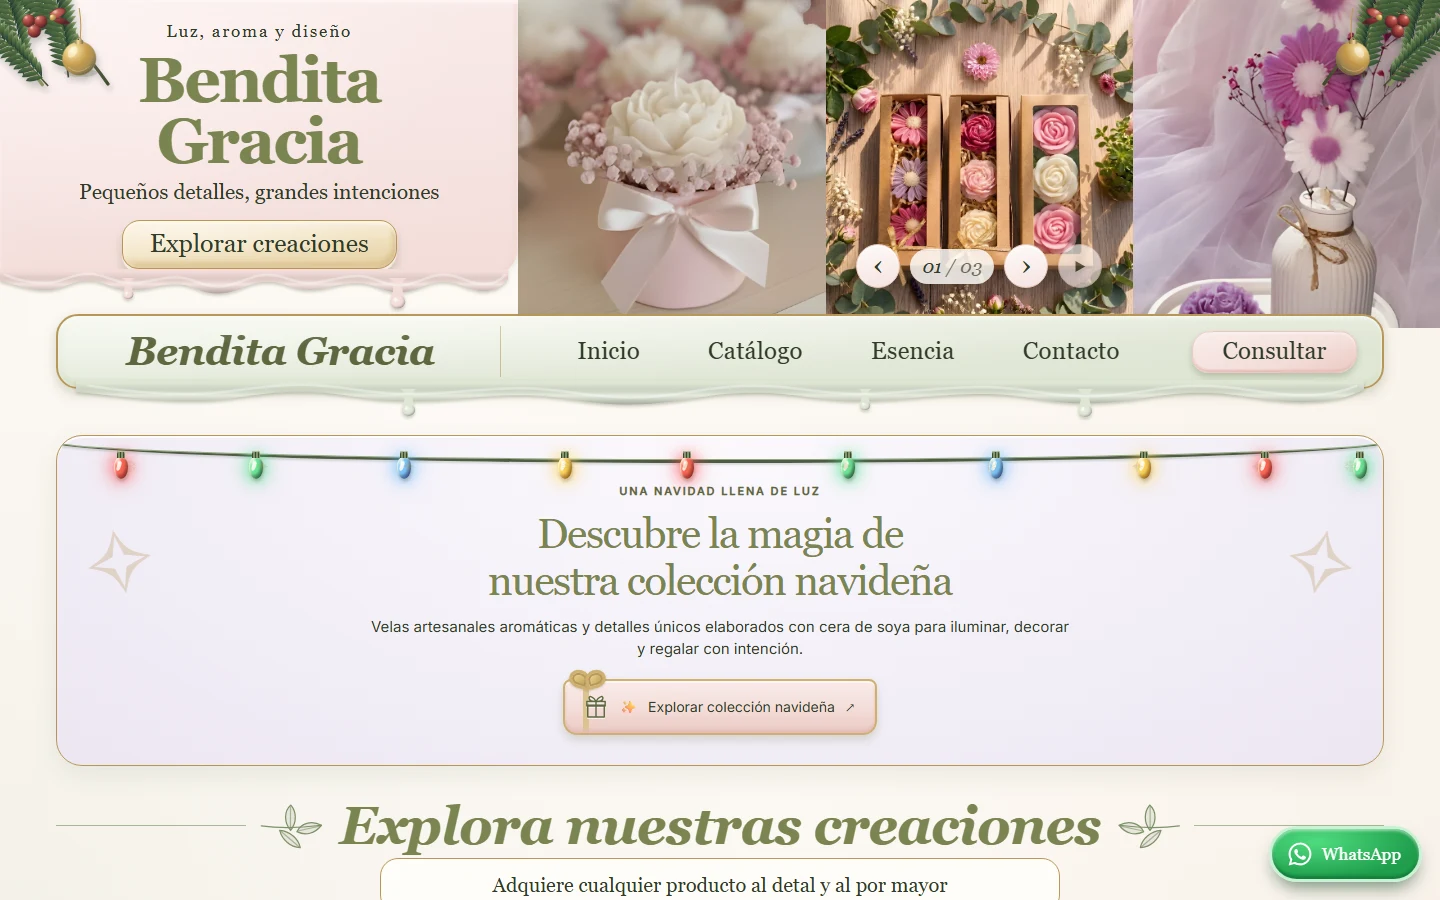 Luz, aroma y diseño
Bendita
Gracia
Pequeños detalles, grandes intenciones
Explorar creaciones
01 / 03
Bendita Gracia
Inicio
Catálogo
Esencia
Contacto
Consultar
UNA NAVIDAD LLENA DE LUZ
Descubre la magia de
nuestra colección navideña
Velas artesanales aromáticas y detalles únicos elaborados con cera de soya para iluminar, decorar
y regalar con intención.
✨ Explorar colección navideña ↗
Explora nuestras creaciones
Adquiere cualquier producto al detal y al por mayor
WhatsApp